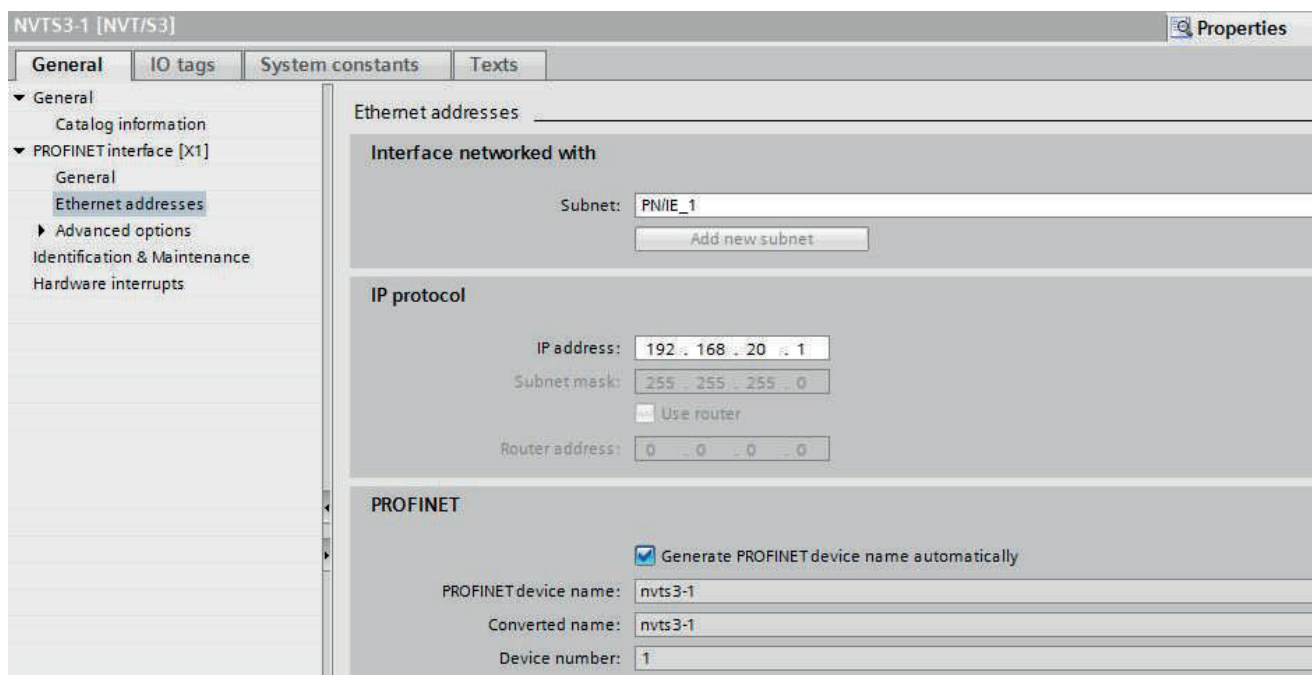 NVTS3-1 [NVT/S3]
Properties
General
IO tags
System constants
Texts
General
Catalog information
PROFINET interface [X1]
General
Ethernet addresses
Advanced options
Identification & Maintenance
Hardware interrupts
Ethernet addresses
Interface networked with
Subnet: PN/IE_1
Add new subnet
IP protocol
IP address: 192 . 168 . 20 . 1
Subnet mask: 255 . 255 . 255 . 0
Use router
Router address: 0 . 0 . 0 . 0
PROFINET
Generate PROFINET device name automatically
PROFINET device name: nvts3-1
Converted name: nvts3-1
Device number: 1